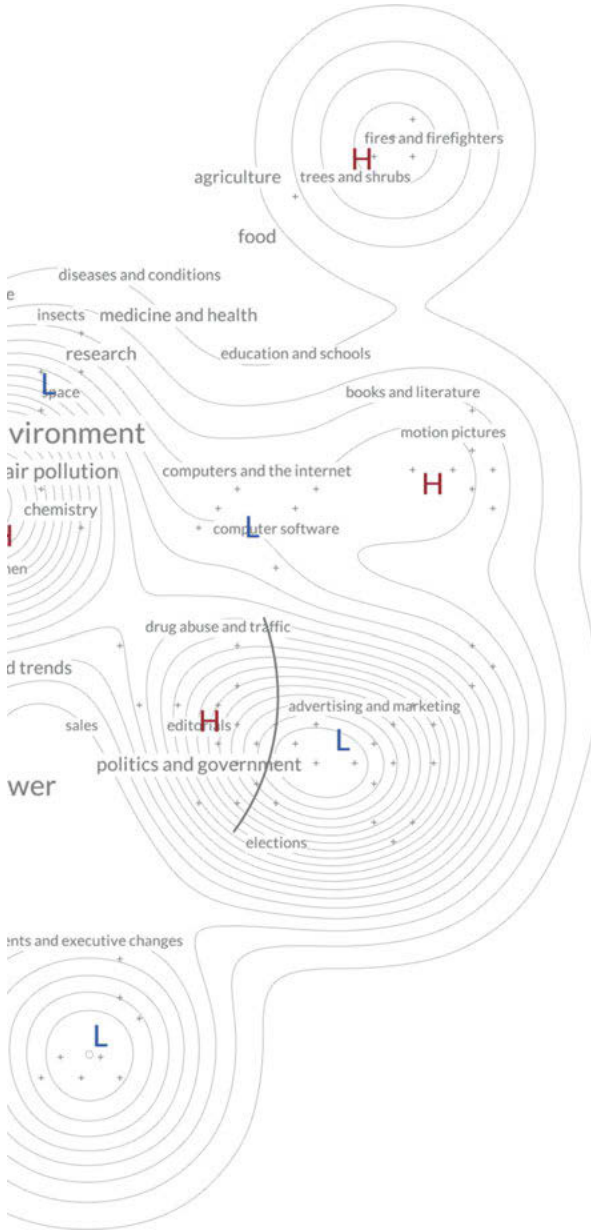 fires and firefighters
H
trees and shrubs
agriculture
food
diseases and conditions
e
insects
medicine and health
research
education and schools
L
space
books and literature
vironment
motion pictures
air pollution
computers and the internet
H
chemistry
L
computer software
H
nen
drug abuse and traffic
d trends
advertising and marketing
H
sales
editorials
L
politics and government
wer
elections
ents and executive changes
L